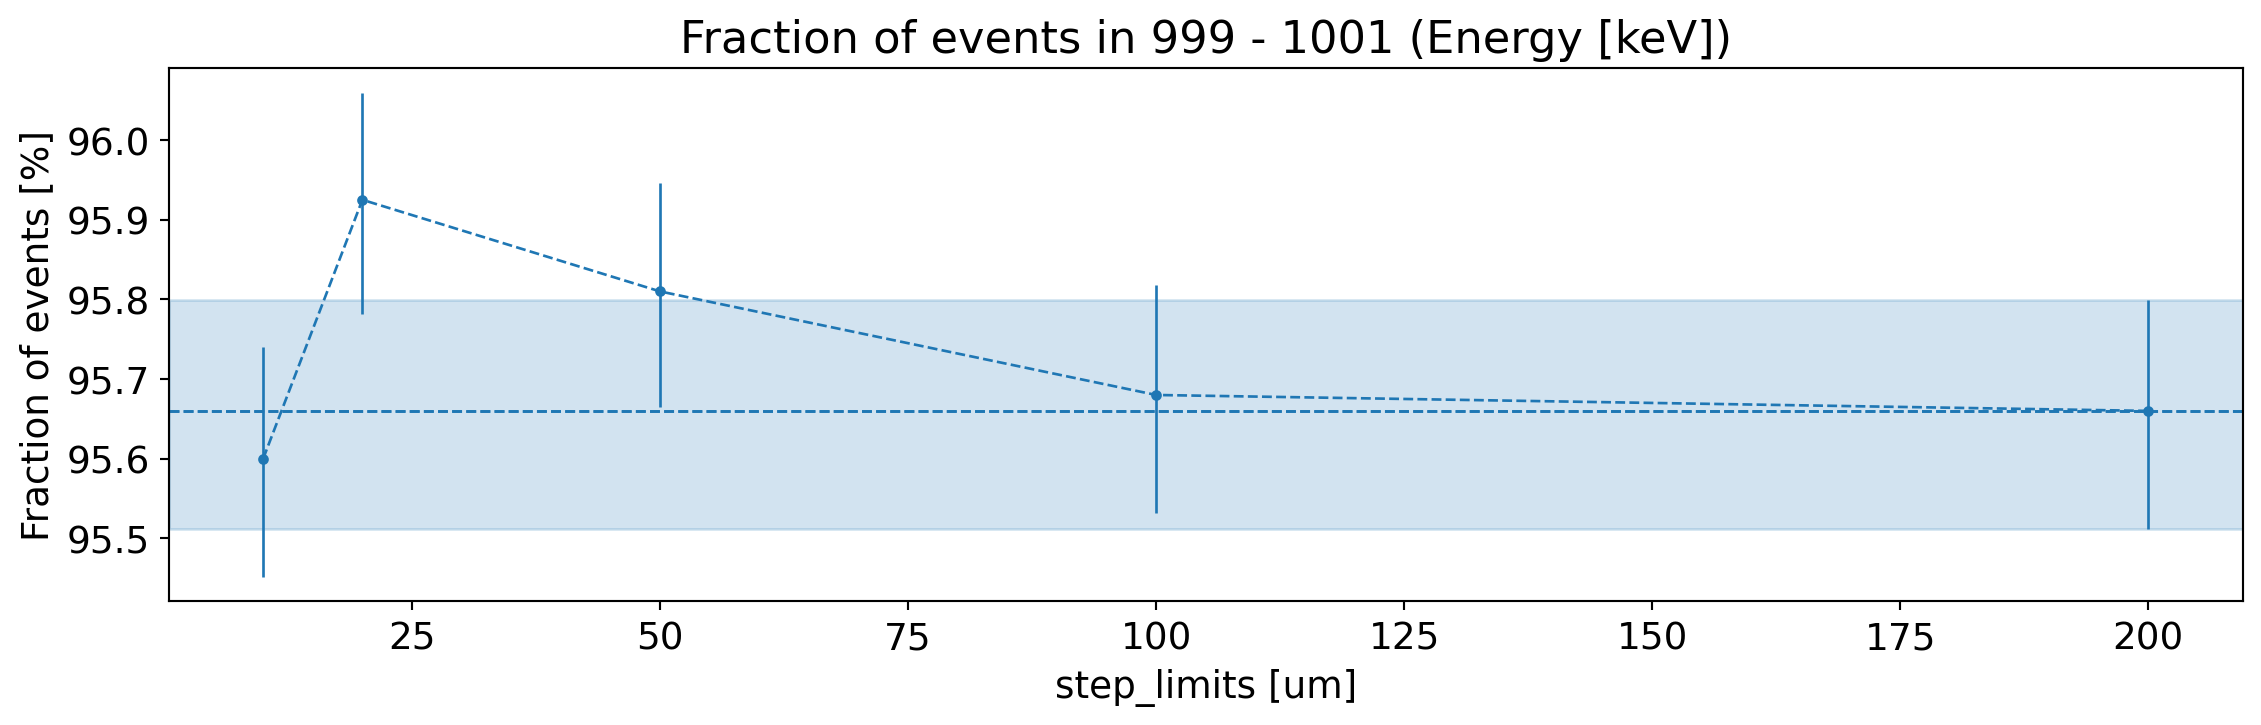 Fraction of events in 999 - 1001 (Energy [keV])
Fraction of events [%]
96.0
95.9
95.8
95.7
95.6
95.5
25 50 75 100 125 150 175 200
step_limits [um]